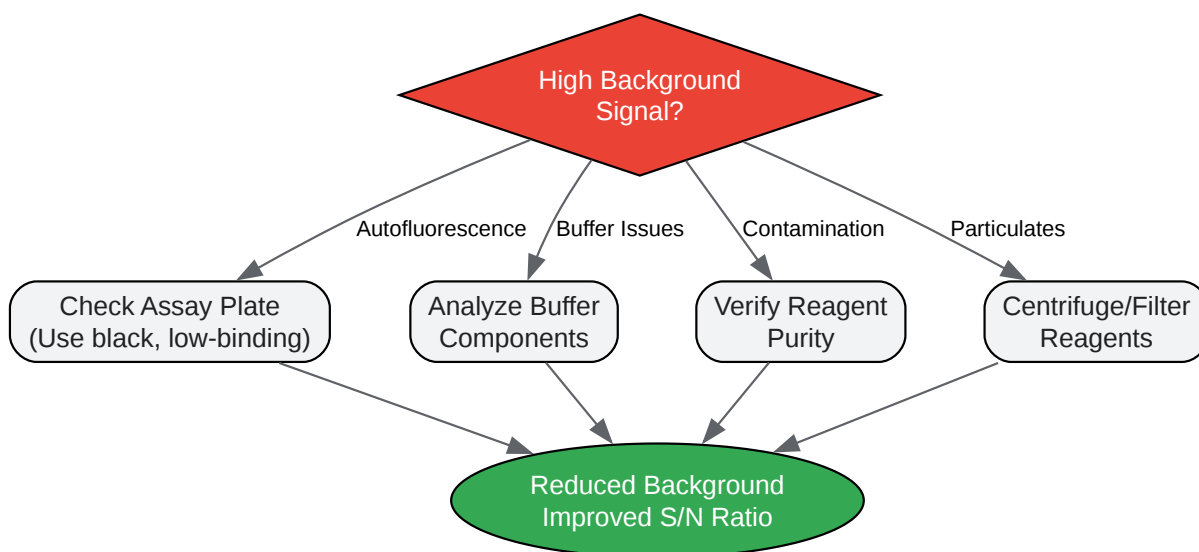 High Background
Signal?
Autofluorescence
Buffer Issues
Contamination
Particulates
Check Assay Plate
(Use black, low-binding)
Analyze Buffer
Components
Verify Reagent
Purity
Centrifuge/Filter
Reagents
Reduced Background
Improved S/N Ratio